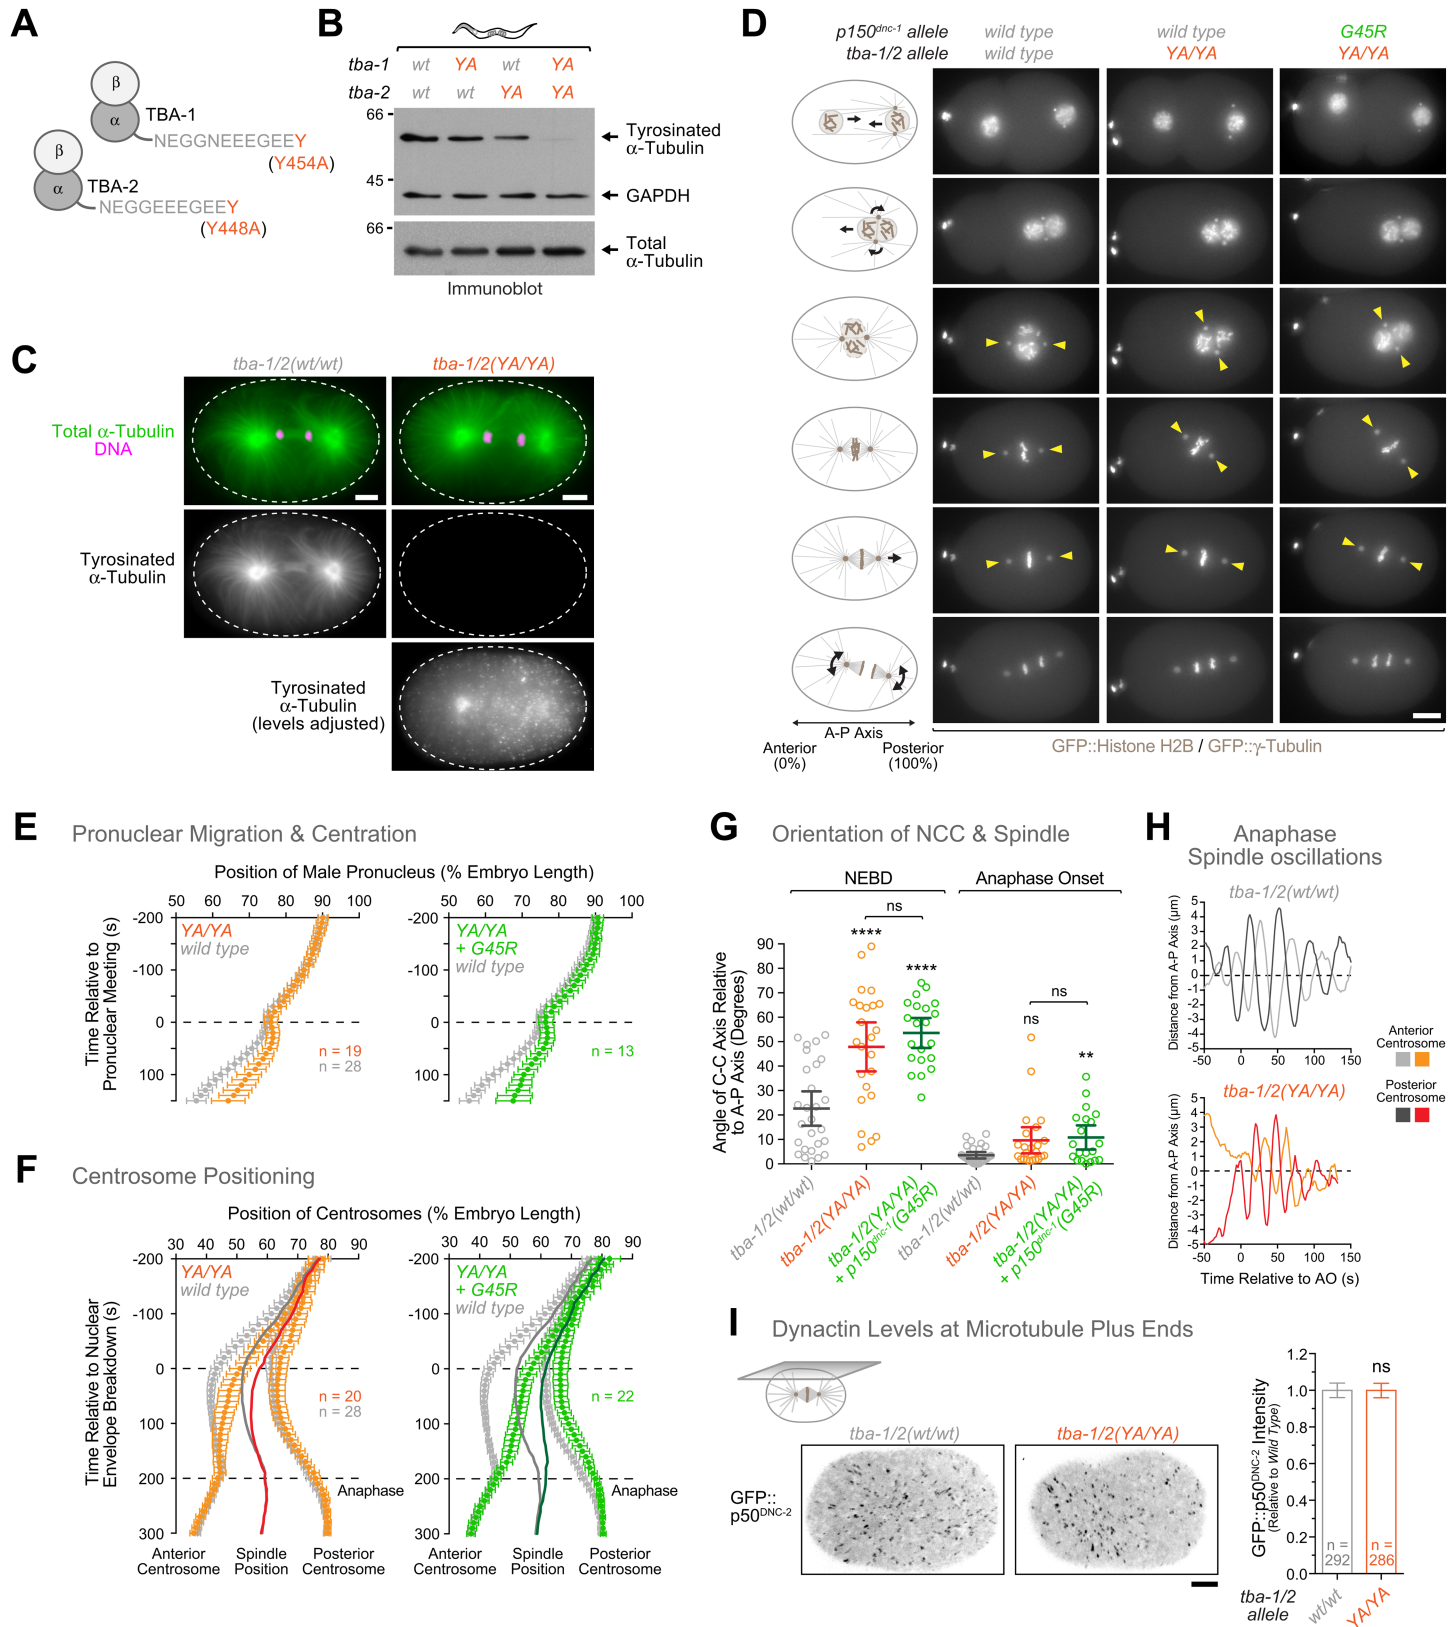 A
β
α
TBA-1
NEGGNEEEGEEY
(Y454A)
β
α
TBA-2
NEGGEEEGEEY
(Y448A)
B
tba-1 wt YA wt YA
tba-2 wt wt YA YA
66
Tyrosinated
α-Tubulin
45
GAPDH
66
Total
α-Tubulin
Immunoblot
C
tba-1/2(wt/wt) tba-1/2(YA/YA)
Total α-Tubulin
DNA
Tyrosinated
α-Tubulin
Tyrosinated
α-Tubulin
(levels adjusted)
D
p150dnc-1 allele wild type wild type G45R
tba-1/2 allele wild type YA/YA YA/YA
A-P Axis
Anterior
(0%)
Posterior
(100%)
GFP::Histone H2B / GFP::γ-Tubulin
E Pronuclear Migration & Centration
Position of Male Pronucleus (% Embryo Length)
50 60 70 80 90 100 50 60 70 80 90 100
Time Relative to
Pronuclear Meeting (s)
-200
-100
0
100
YA/YA
wild type
n = 19
n = 28
YA/YA
+ G45R
wild type
n = 13
F Centrosome Positioning
Position of Centrosomes (% Embryo Length)
30 40 50 60 70 80 90 30 40 50 60 70 80 90
Time Relative to Nuclear
Envelope Breakdown (s)
-200
-100
0
100
200
300
YA/YA
wild type
n = 20
n = 28
Anaphase
Anterior
Centrosome
Spindle
Position
Posterior
Centrosome
-200
-100
0
100
200
300
YA/YA
+ G45R
wild type
n = 22
Anaphase
Anterior
Centrosome
Spindle
Position
Posterior
Centrosome
G Orientation of NCC & Spindle
NEBD Anaphase Onset
ns
****
****
ns
ns
**
Angle of C-C Axis Relative
to A-P Axis (Degrees)
90
80
70
60
50
40
30
20
10
0
tba-1/2(wt/wt)
tba-1/2(YA/YA)
tba-1/2(YA/YA)
+ p150dnc-1(G45R)
tba-1/2(wt/wt)
tba-1/2(YA/YA)
tba-1/2(YA/YA)
+ p150dnc-1(G45R)
H Anaphase
Spindle oscillations
tba-1/2(wt/wt)
Distance from A-P Axis (μm)
5
4
3
2
1
0
-1
-2
-3
-4
-5
-50 0 50 100 150
Anterior
Centrosome
Posterior
Centrosome
tba-1/2(YA/YA)
Distance from A-P Axis (μm)
5
4
3
2
1
0
-1
-2
-3
-4
-5
-50 0 50 100 150
Time Relative to AO (s)
I Dynactin Levels at Microtubule Plus Ends
tba-1/2(wt/wt) tba-1/2(YA/YA)
GFP::
p50DNC-2
GFP::p50DNC-2 Intensity
(Relative to Wild Type)
1.2
1.0
0.8
0.6
0.4
0.2
0.0
ns
n =
292
n =
286
tba-1/2
allele
wt/wt
YA/YA